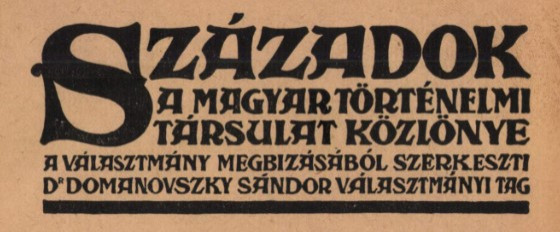 SZÁZADOK
A MAGYAR TÖRTÉNELMI
TÁRSULAT KÖZLÖNYE
A VÁLASZTMÁNY MEGBIZÁSÁBÓL SZERKESZTI
Dr DOMANOVSZKY SÁNDOR VÁLASZTMÁNYI TAG